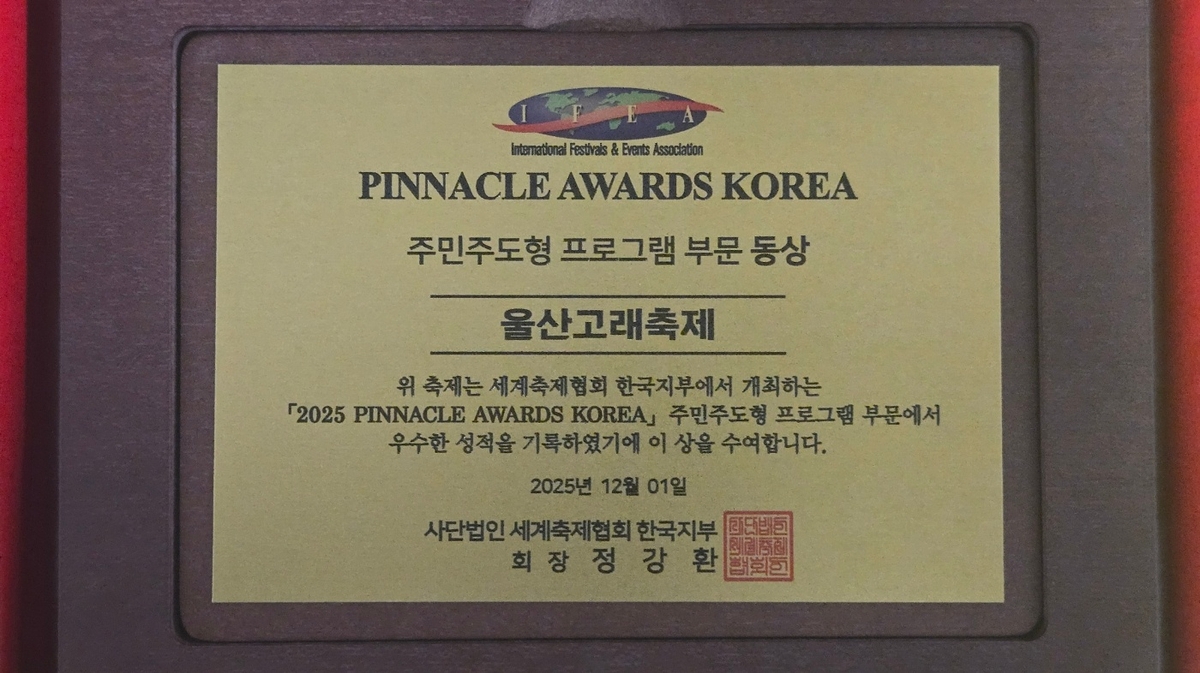 I F E A
International Festivals & Events Association
PINNACLE AWARDS KOREA
주민주도형 프로그램 부문 동상
울산고래축제
위 축제는 세계축제협회 한국지부에서 개최하는
「2025 PINNACLE AWARDS KOREA」 주민주도형 프로그램 부문에서
우수한 성적을 기록하였기에 이 상을 수여합니다.
2025년 12월 01일
사단법인 세계축제협회 한국지부
회 장 정 강 환